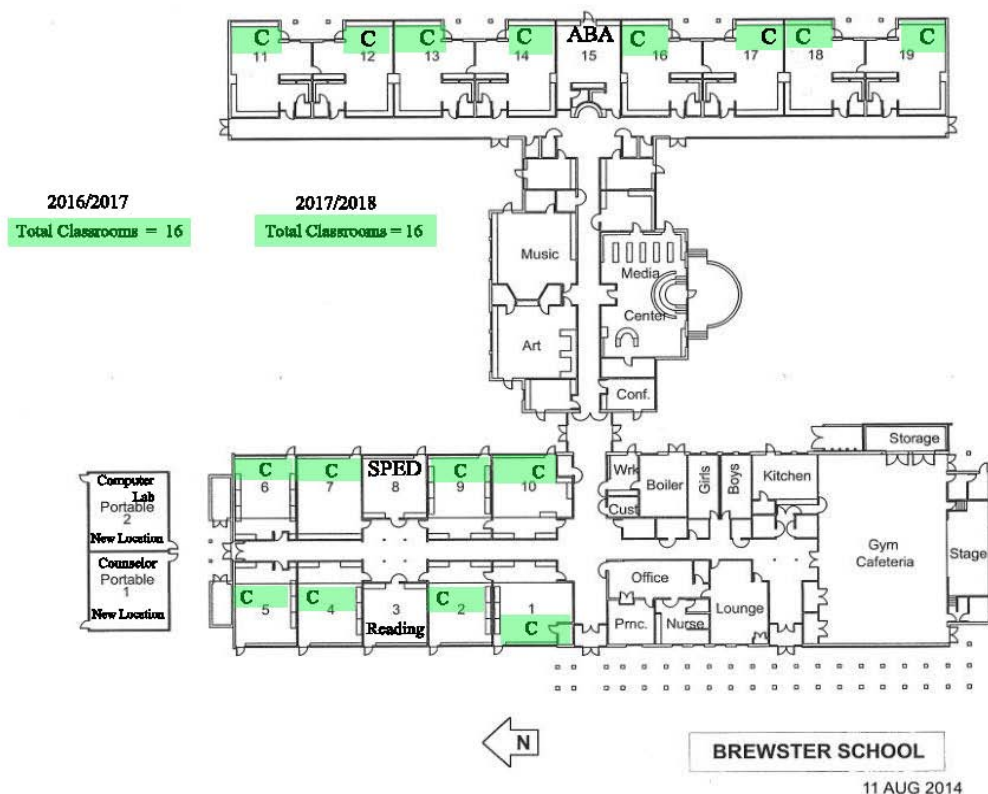 C C C C ABA C C C C
11 12 13 14 15 16 17 18 19
2016/2017
Total Classrooms = 16
2017/2018
Total Classrooms = 16
Music
Media
Center
Art
Conf.
Storage
Computer
Lab
Portable
2
New Location
Counselor
Portable
1
New Location
C C SPED C C
6 7 8 9 10
Wrk
Cust
Boiler
Girls
Boys
Kitchen
Gym
Cafeteria
Stage
C C C
5 4 3 2 1
Reading
C
Office
Prnc.
Nurse
Lounge
N
BREWSTER SCHOOL
11 AUG 2014